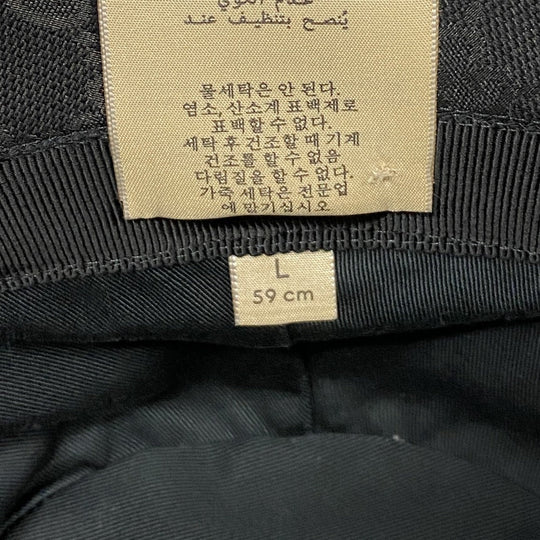 عدم الكوي
يُنصح بتنظيف عند
물세탁은 안 된다.
염소, 산소계 표백제로
표백할 수 없다.
세탁 후 건조할 때 기계
건조를 할 수 없음
다림질을 할 수 없다.
가죽 세탁은 전문업
에 맡기십시오
L
59 cm